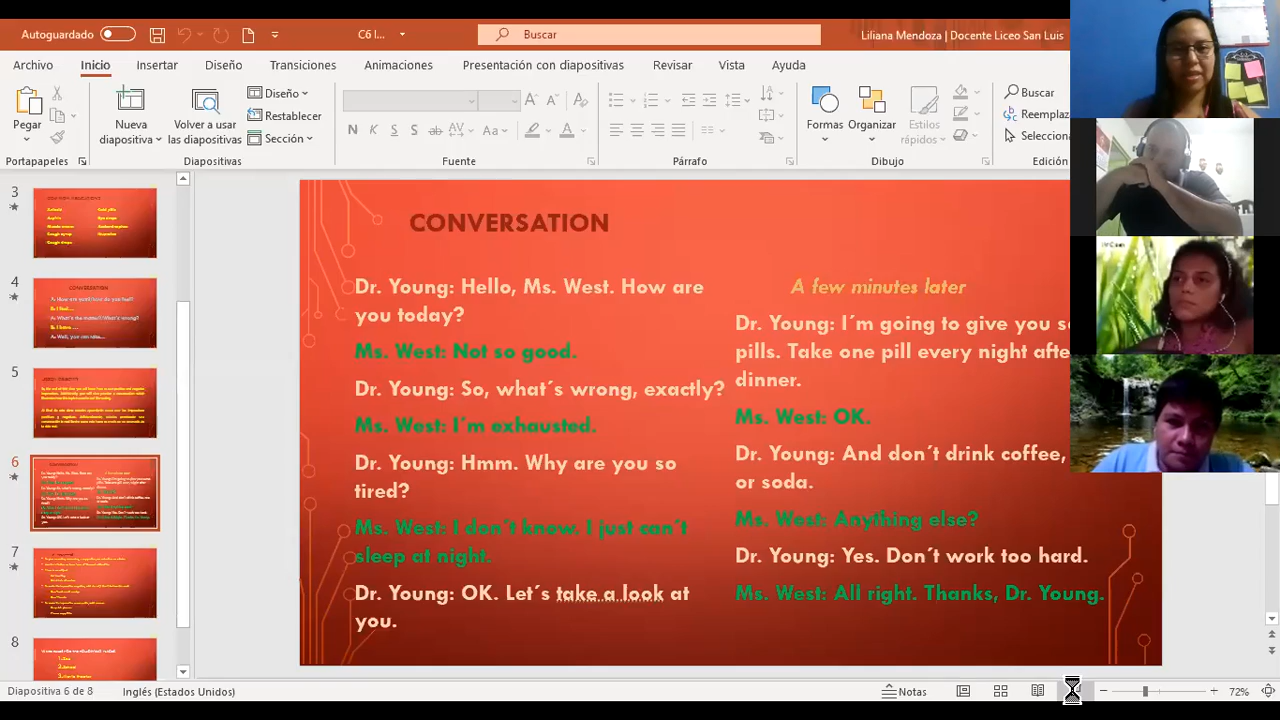 Autoguardado
C6 I...
Buscar
Liliana Mendoza | Docente Liceo San Luis
Archivo
Inicio
Insertar
Diseño
Transiciones
Animaciones
Presentación con diapositivas
Revisar
Vista
Ayuda
Pegar
Nueva diapositiva
Volver a usar las diapositivas
Diseño
Restablecer
Sección
Formas
Organizar
Estilos rápidos
Buscar
Portapapeles
Diapositivas
Fuente
Párrafo
Dibujo
Edición
3
4
CONVERSATION
5
6
7
8
CONVERSATION
Dr. Young: Hello, Ms. West. How are
you today?
Ms. West: Not so good.
Dr. Young: So, what´s wrong, exactly?
Ms. West: I´m exhausted.
Dr. Young: Hmm. Why are you so
tired?
Ms. West: I don´t know. I just can´t
sleep at night.
Dr. Young: OK. Let´s take a look at
you.
A few minutes later
Dr. Young: I´m going to give you
pills. Take one pill every night
dinner.
Ms. West: OK.
Dr. Young: And don´t drink coffee,
or soda.
Ms. West: Anything else?
Dr. Young: Yes. Don´t work too hard.
Ms. West: All right. Thanks, Dr. Young.
Diapositiva 6 de 8
Inglés (Estados Unidos)
Notas
72%